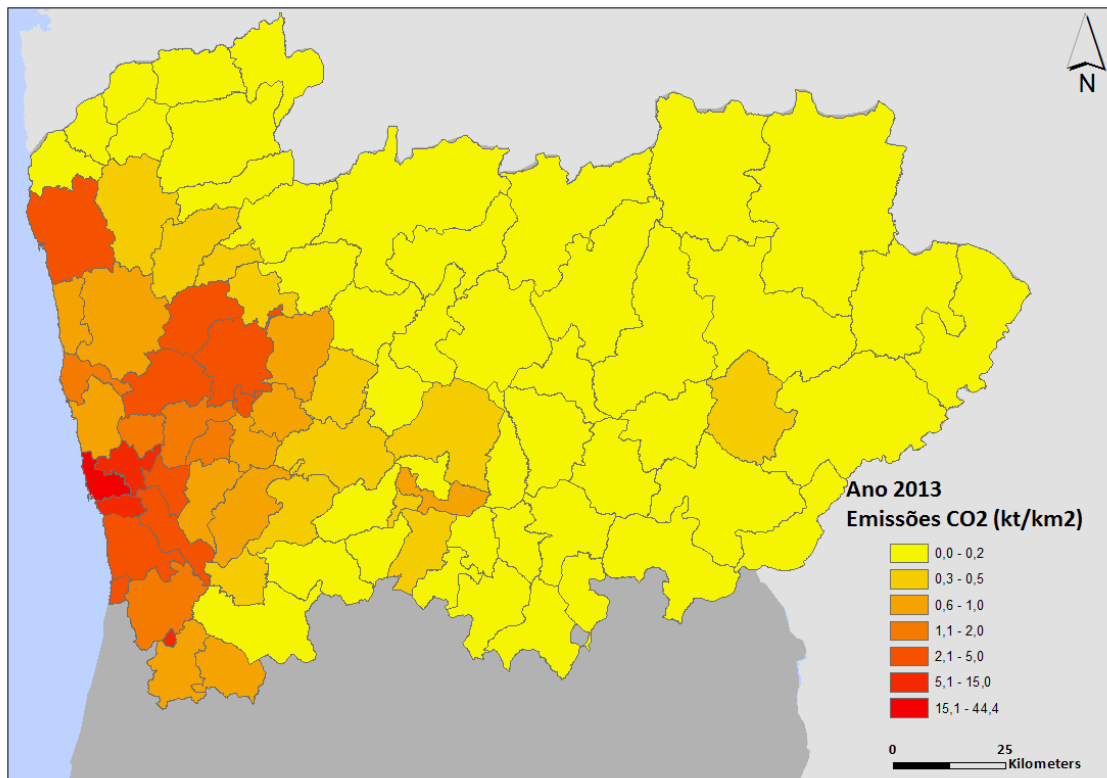 N
Ano 2013
Emissões CO2 (kt/km2)
0,0 - 0,2
0,3 - 0,5
0,6 - 1,0
1,1 - 2,0
2,1 - 5,0
5,1 - 15,0
15,1 - 44,4
0 25
Kilometers